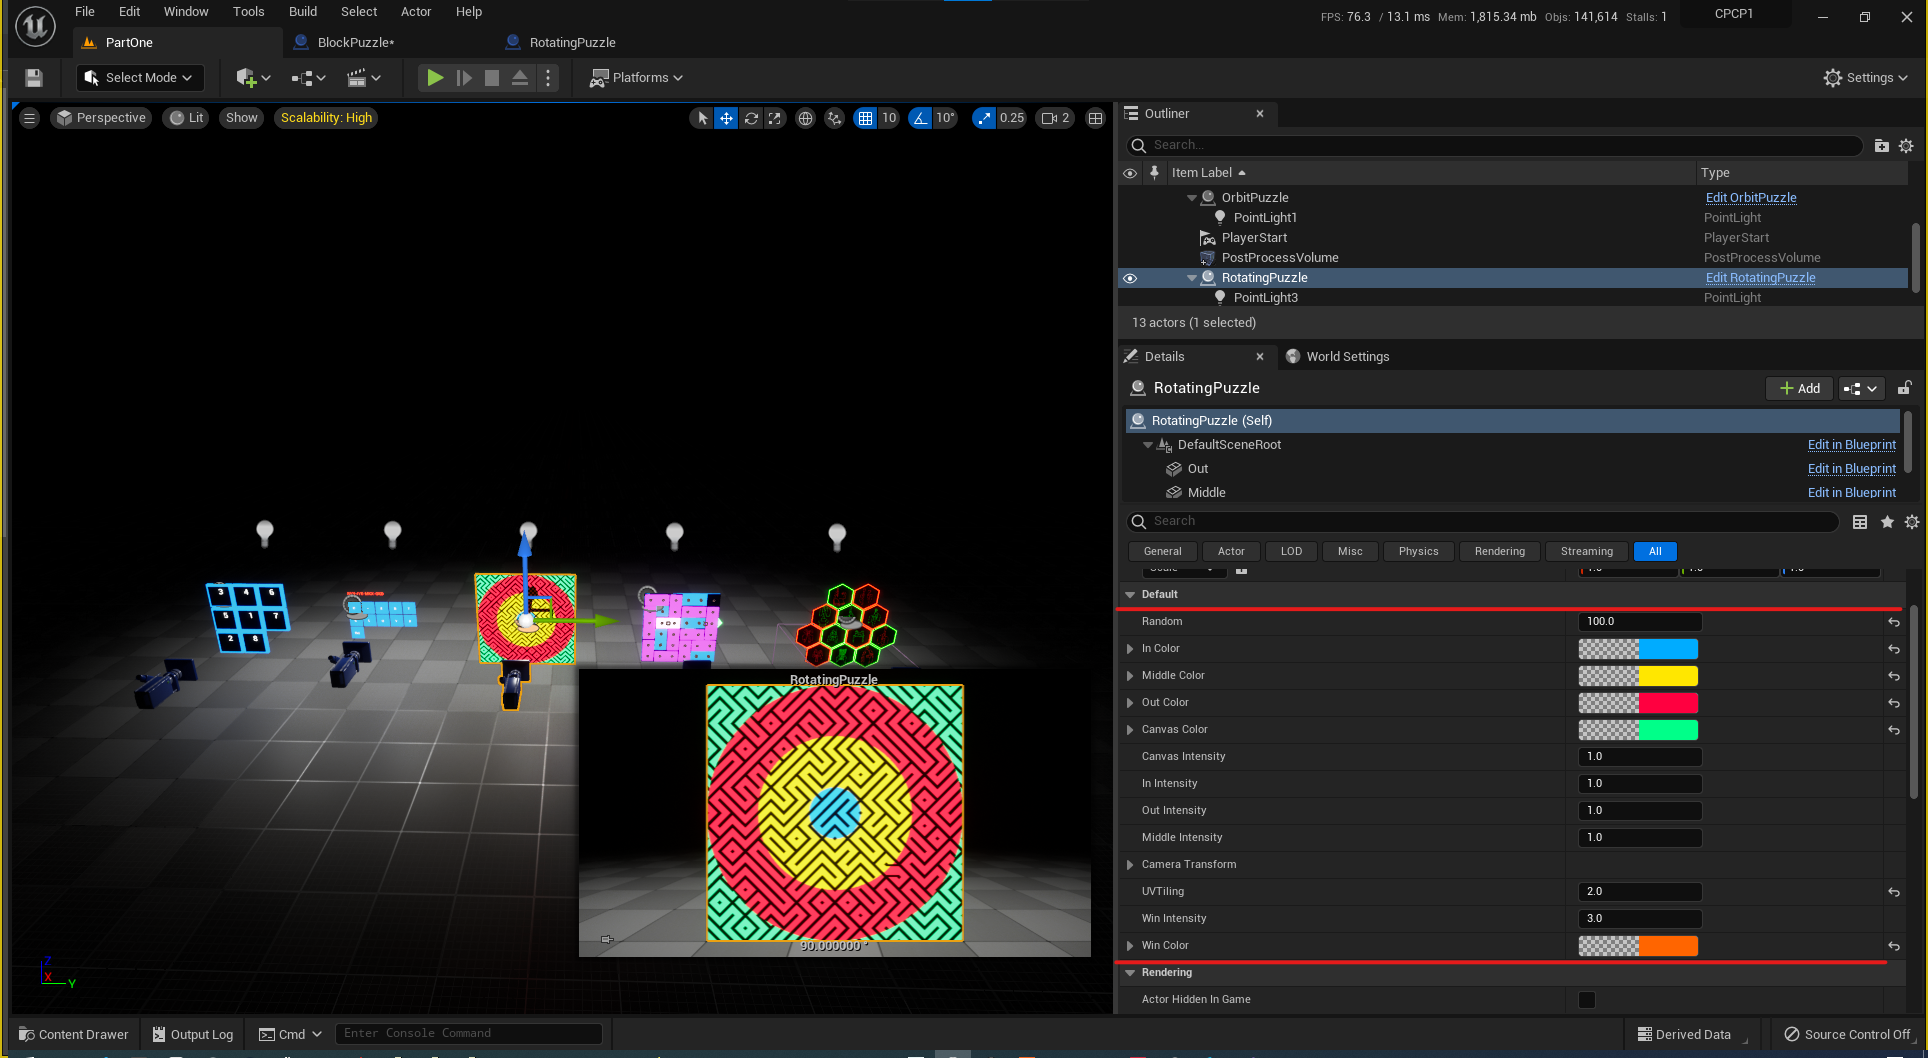 File Edit Window Tools Build Select Actor Help
FPS: 76.3 / 13.1 ms Mem: 1,815.34 mb Objs: 141,614 Stalls: 1 CPCP1
PartOne BlockPuzzle* RotatingPuzzle
Select Mode Platforms Settings
Perspective Lit Show Scalability: High 10 10° 0.25 2
Outliner
Search...
Item Label Type
OrbitPuzzle Edit OrbitPuzzle
PointLight1 PointLight
PlayerStart PlayerStart
PostProcessVolume PostProcessVolume
RotatingPuzzle Edit RotatingPuzzle
PointLight3 PointLight
13 actors (1 selected)
Details World Settings
RotatingPuzzle Add
RotatingPuzzle (Self)
DefaultSceneRoot Edit in Blueprint
Out Edit in Blueprint
Middle Edit in Blueprint
Search
General Actor LOD Misc Physics Rendering Streaming All
Default
Random 100.0
In Color
Middle Color
Out Color
Canvas Color
Canvas Intensity 1.0
In Intensity 1.0
Out Intensity 1.0
Middle Intensity 1.0
Camera Transform
UVTiling 2.0
Win Intensity 3.0
Win Color
Rendering
Actor Hidden In Game
3 4 6
5 1 7
2 8
RotatingPuzzle
90.000000°
Z
X
Y
Content Drawer Output Log Cmd Enter Console Command Derived Data Source Control Off